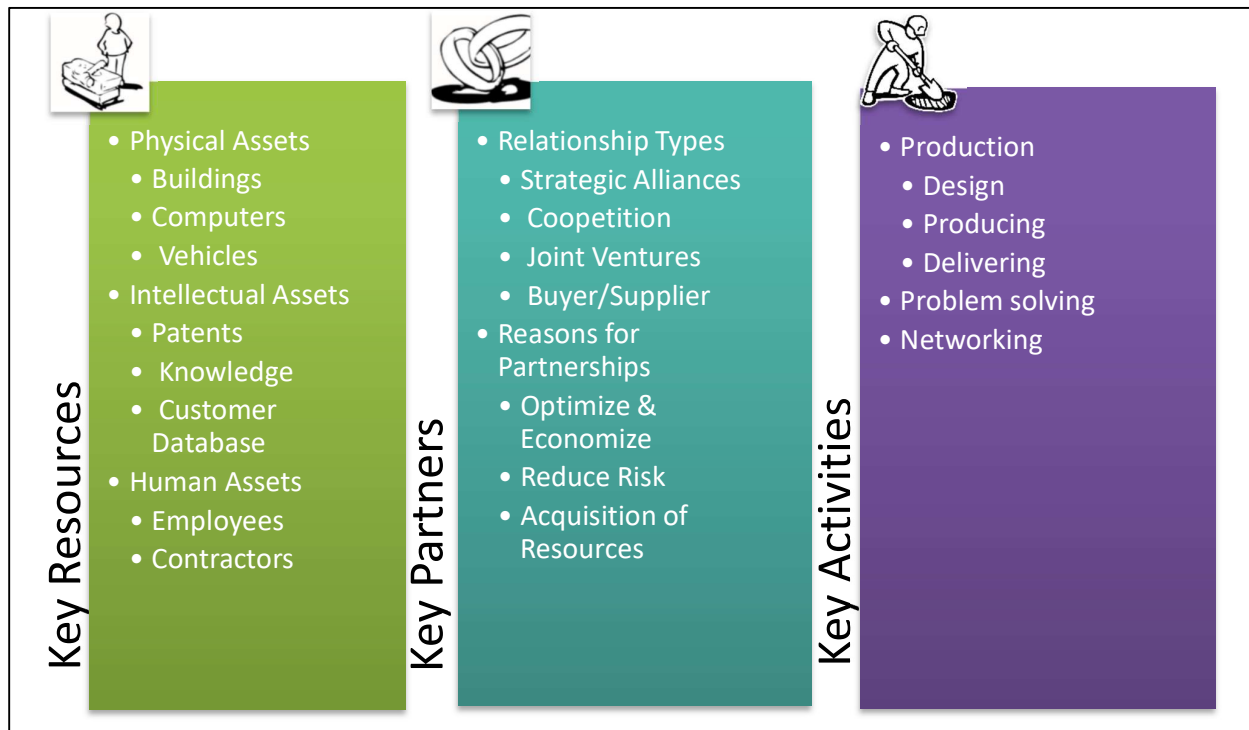 Key Resources
• Physical Assets
• Buildings
• Computers
• Vehicles
• Intellectual Assets
• Patents
• Knowledge
• Customer
Database
• Human Assets
• Employees
• Contractors
Key Partners
• Relationship Types
• Strategic Alliances
• Coopetition
• Joint Ventures
• Buyer/Supplier
• Reasons for
Partnerships
• Optimize &
Economize
• Reduce Risk
• Acquisition of
Resources
Key Activities
• Production
• Design
• Producing
• Delivering
• Problem solving
• Networking